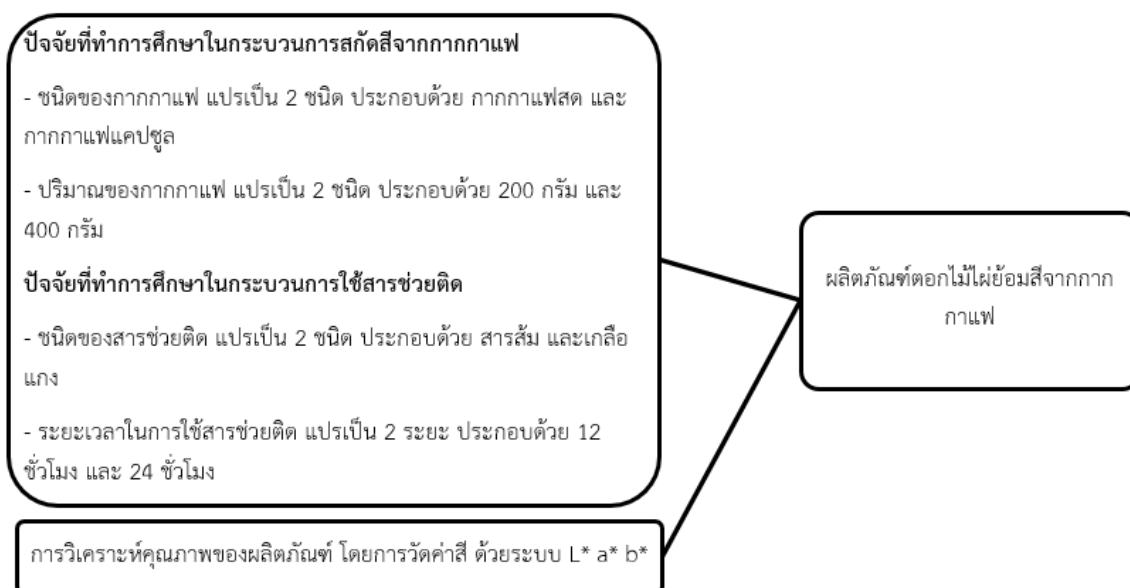 ปัจจัยที่ทำการศึกษาในกระบวนการสกัดสีจากกากกาแฟ
- ชนิดของกากกาแฟ แปรเป็น 2 ชนิด ประกอบด้วย กากกาแฟสด และ
กากกาแฟแคปซูล
- ปริมาณของกากกาแฟ แปรเป็น 2 ชนิด ประกอบด้วย 200 กรัม และ
400 กรัม
ปัจจัยที่ทำการศึกษาในกระบวนการใช้สารช่วยติด
- ชนิดของสารช่วยติด แปรเป็น 2 ชนิด ประกอบด้วย สารส้ม และเกลือ
แกง
- ระยะเวลาในการใช้สารช่วยติด แปรเป็น 2 ระยะ ประกอบด้วย 12
ชั่วโมง และ 24 ชั่วโมง
การวิเคราะห์คุณภาพของผลิตภัณฑ์ โดยการวัดค่าสี ด้วยระบบ L* a* b*
ผลิตภัณฑ์ตอกไม้ไผ่ย้อมสีจากกาก
กาแฟ